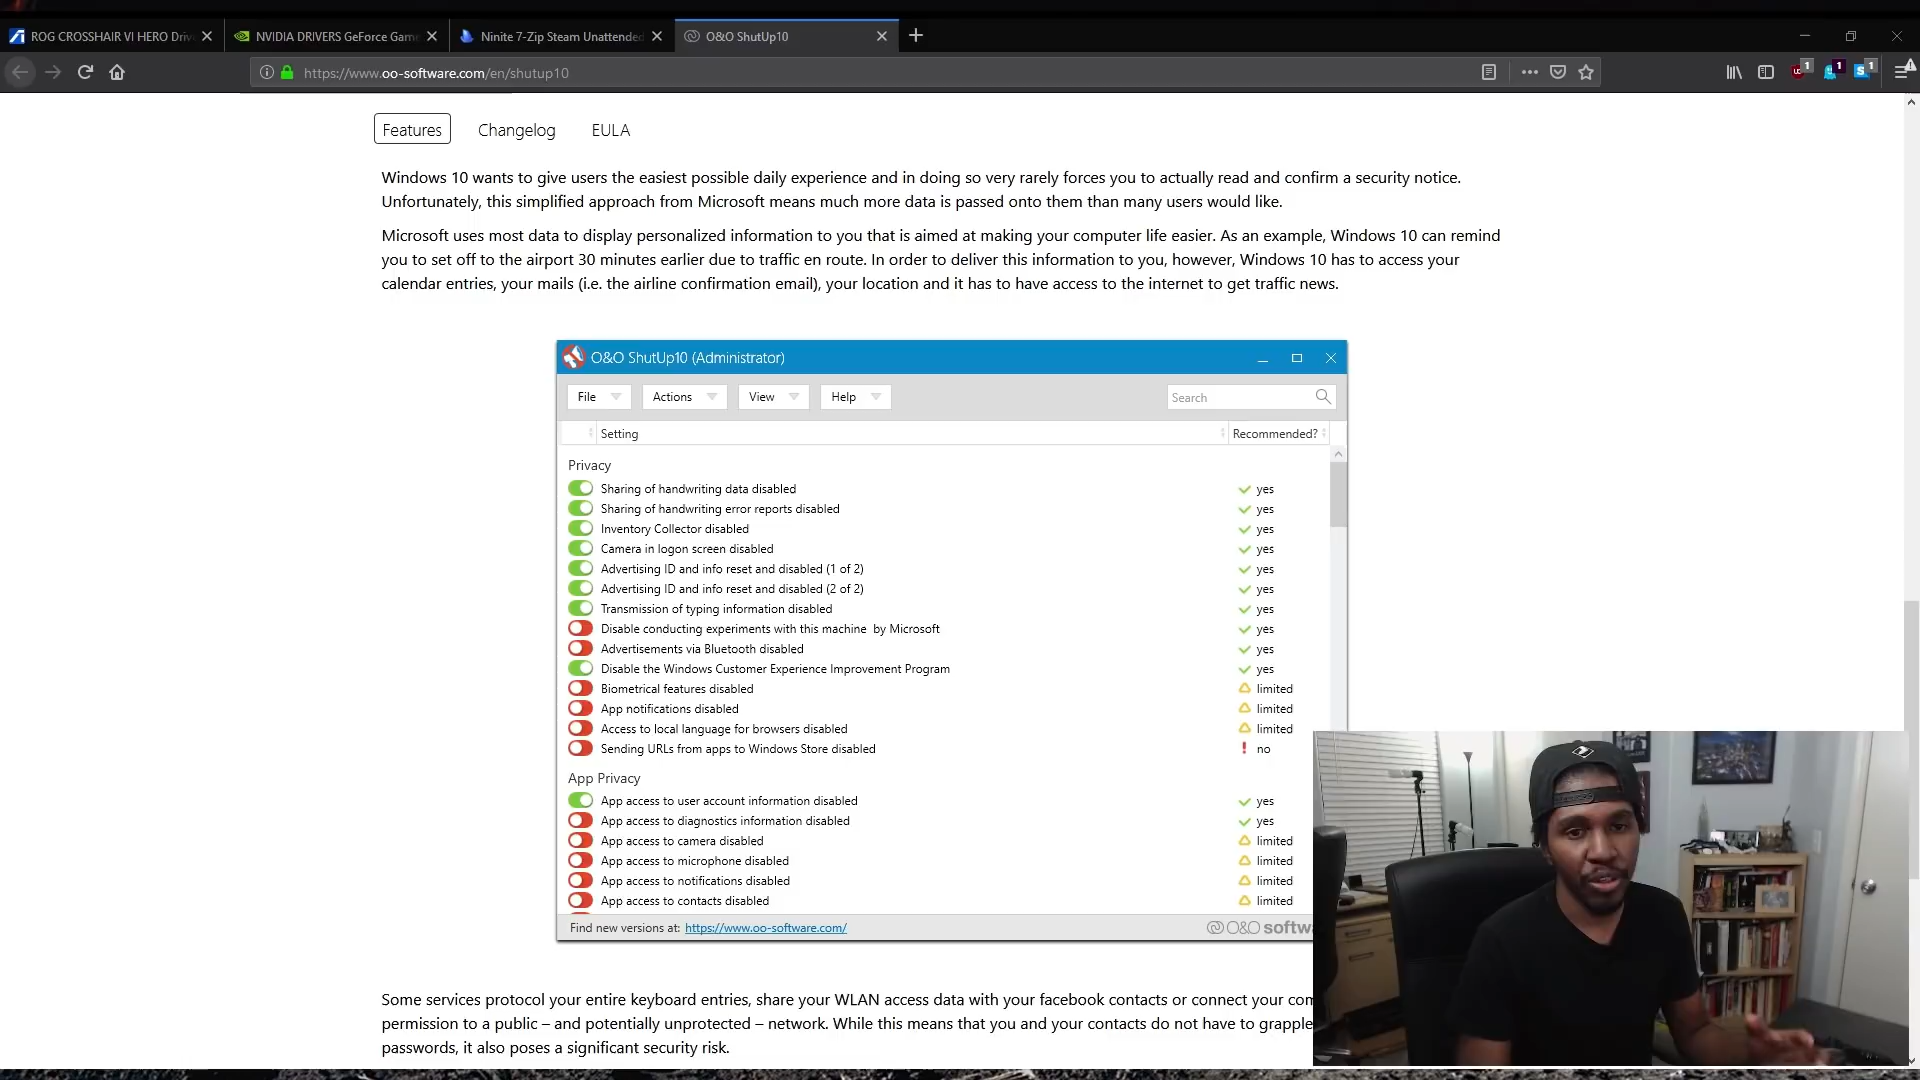 ROG CROSSHAIR VI HERO Driv
NVIDIA DRIVERS GeForce Game
Ninite 7-Zip Steam Unattended
O&O ShutUp10
https://www.oo-software.com/en/shutup10
1
1
1
Features
Changelog
EULA
Windows 10 wants to give users the easiest possible daily experience and in doing so very rarely forces you to actually read and confirm a security notice.
Unfortunately, this simplified approach from Microsoft means much more data is passed onto them than many users would like.
Microsoft uses most data to display personalized information to you that is aimed at making your computer life easier. As an example, Windows 10 can remind
you to set off to the airport 30 minutes earlier due to traffic en route. In order to deliver this information to you, however, Windows 10 has to access your
calendar entries, your mails (i.e. the airline confirmation email), your location and it has to have access to the internet to get traffic news.
O&O ShutUp10 (Administrator)
File
Actions
View
Help
Search
Setting
Recommended?
Privacy
Sharing of handwriting data disabled yes
Sharing of handwriting error reports disabled yes
Inventory Collector disabled yes
Camera in logon screen disabled yes
Advertising ID and info reset and disabled (1 of 2) yes
Advertising ID and info reset and disabled (2 of 2) yes
Transmission of typing information disabled yes
Disable conducting experiments with this machine by Microsoft yes
Advertisements via Bluetooth disabled yes
Disable the Windows Customer Experience Improvement Program yes
Biometrical features disabled limited
App notifications disabled limited
Access to local language for browsers disabled limited
Sending URLs from apps to Windows Store disabled no
App Privacy
App access to user account information disabled yes
App access to diagnostics information disabled yes
App access to camera disabled limited
App access to microphone disabled limited
App access to notifications disabled limited
App access to contacts disabled limited
Find new versions at: https://www.oo-software.com/
O&O softwa
Some services protocol your entire keyboard entries, share your WLAN access data with your facebook contacts or connect your com
permission to a public – and potentially unprotected – network. While this means that you and your contacts do not have to grapple
passwords, it also poses a significant security risk.